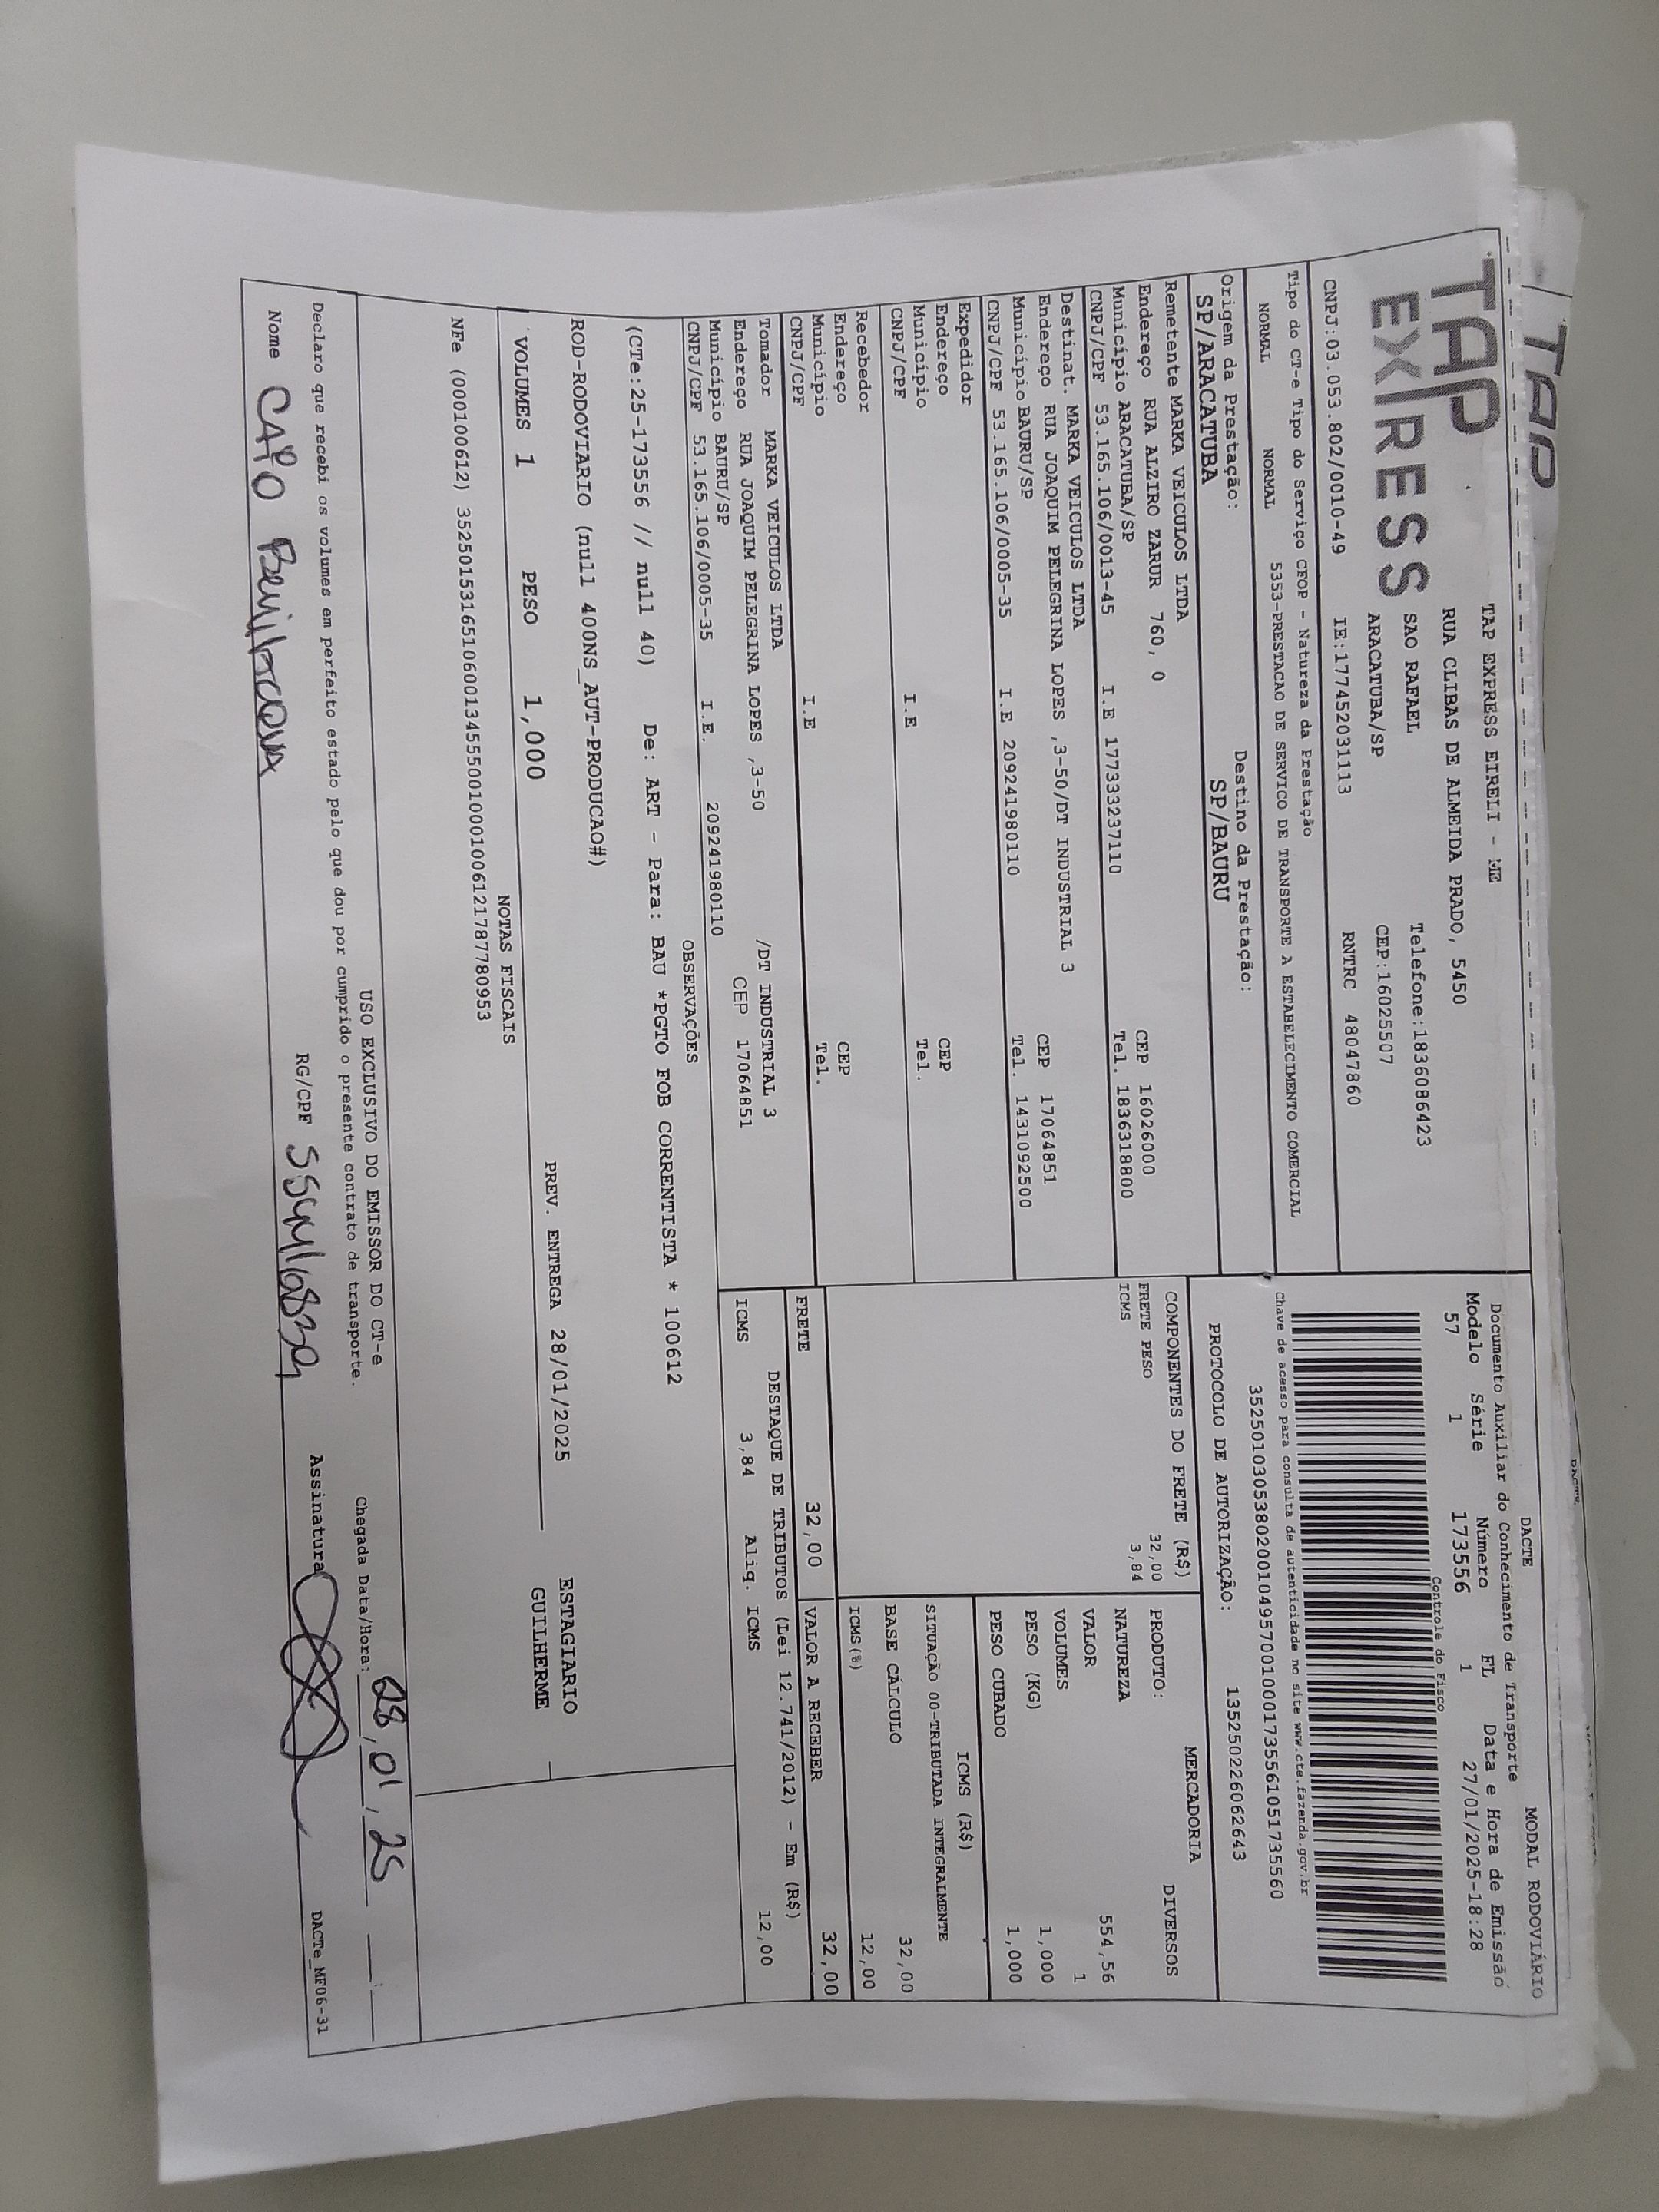 TAP
TAP EXPRESS
TAP EXPRESS EIRELI - ME
RUA CLIBAS DE ALMEIDA PRADO, 5450
SAO RAFAEL Telefone:1836086423
ARACATUBA/SP CEP:16025507
CNPJ:03.053.802/0010-49 IE:177452031113 RNTRC 48047860
DACTE MODAL RODOVIÁRIO
Documento Auxiliar do Conhecimento de Transporte
Modelo Série Número FL Data e Hora de Emissão
57 1 173556 1 27/01/2025-18:28
Controle do Fisco
Tipo do CT-e Tipo do Serviço CFOP - Natureza da Prestação
NORMAL NORMAL 5353-PRESTACAO DE SERVICO DE TRANSPORTE A ESTABELECIMENTO COMERCIAL
Chave de acesso para consulta de autenticidade no site www.cte.fazenda.gov.br
35250103053802001049570010001735561051735560
Origem da Prestação: Destino da Prestação:
SP/ARACATUBA SP/BAURU
PROTOCOLO DE AUTORIZAÇÃO: 135250226062643
Remetente MARKA VEICULOS LTDA
Endereço RUA ALZIRO ZARUR 760, 0 CEP 16026000
Município ARACATUBA/SP Tel. 1836318800
CNPJ/CPF 53.165.106/0013-45 I.E 177333237110
Destinat. MARKA VEICULOS LTDA
Endereço RUA JOAQUIM PELEGRINA LOPES ,3-50/DT INDUSTRIAL 3 CEP 17064851
Município BAURU/SP Tel. 1431092500
CNPJ/CPF 53.165.106/0005-35 I.E 209241980110
Expedidor
Endereço CEP
Município Tel.
CNPJ/CPF I.E
Recebedor
Endereço CEP
Município Tel.
CNPJ/CPF I.E
Tomador MARKA VEICULOS LTDA /DT INDUSTRIAL 3
Endereço RUA JOAQUIM PELEGRINA LOPES ,3-50 CEP 17064851
Município BAURU/SP
CNPJ/CPF 53.165.106/0005-35 I.E. 209241980110
COMPONENTES DO FRETE (R$)
FRETE PESO 32,00
ICMS 3,84
MERCADORIA
PRODUTO: DIVERSOS
NATUREZA
VALOR 554,56
VOLUMES 1
PESO (KG) 1,000
PESO CUBADO 1,000
ICMS (R$)
SITUAÇÃO 00-TRIBUTADA INTEGRALMENTE
BASE CÁLCULO 32,00
ICMS(%) 12,00
FRETE 32,00 VALOR A RECEBER 32,00
DESTAQUE DE TRIBUTOS (Lei 12.741/2012) - Em (R$)
ICMS 3,84 Aliq. ICMS 12,00
OBSERVAÇÕES
(CTe:25-173556 // null 40) De: ART - Para: BAU *PGTO FOB CORRENTISTA * 100612
ROD-RODOVIARIO (null 400NS_AUT-PRODUCAO#)
VOLUMES 1 PESO 1,000 PREV. ENTREGA 28/01/2025
ESTAGIARIO
GUILHERME
NOTAS FISCAIS
NFe (000100612) 35250153165106001345550010001006121787780953
USO EXCLUSIVO DO EMISSOR DO CT-e
Declaro que recebi os volumes em perfeito estado pelo que dou por cumprido o presente contrato de transporte.
Chegada Data/Hora: 28, 01, 25 :
Nome CAIO Bevilacqua RG/CPF Assinatura
DACTe_MF06-31